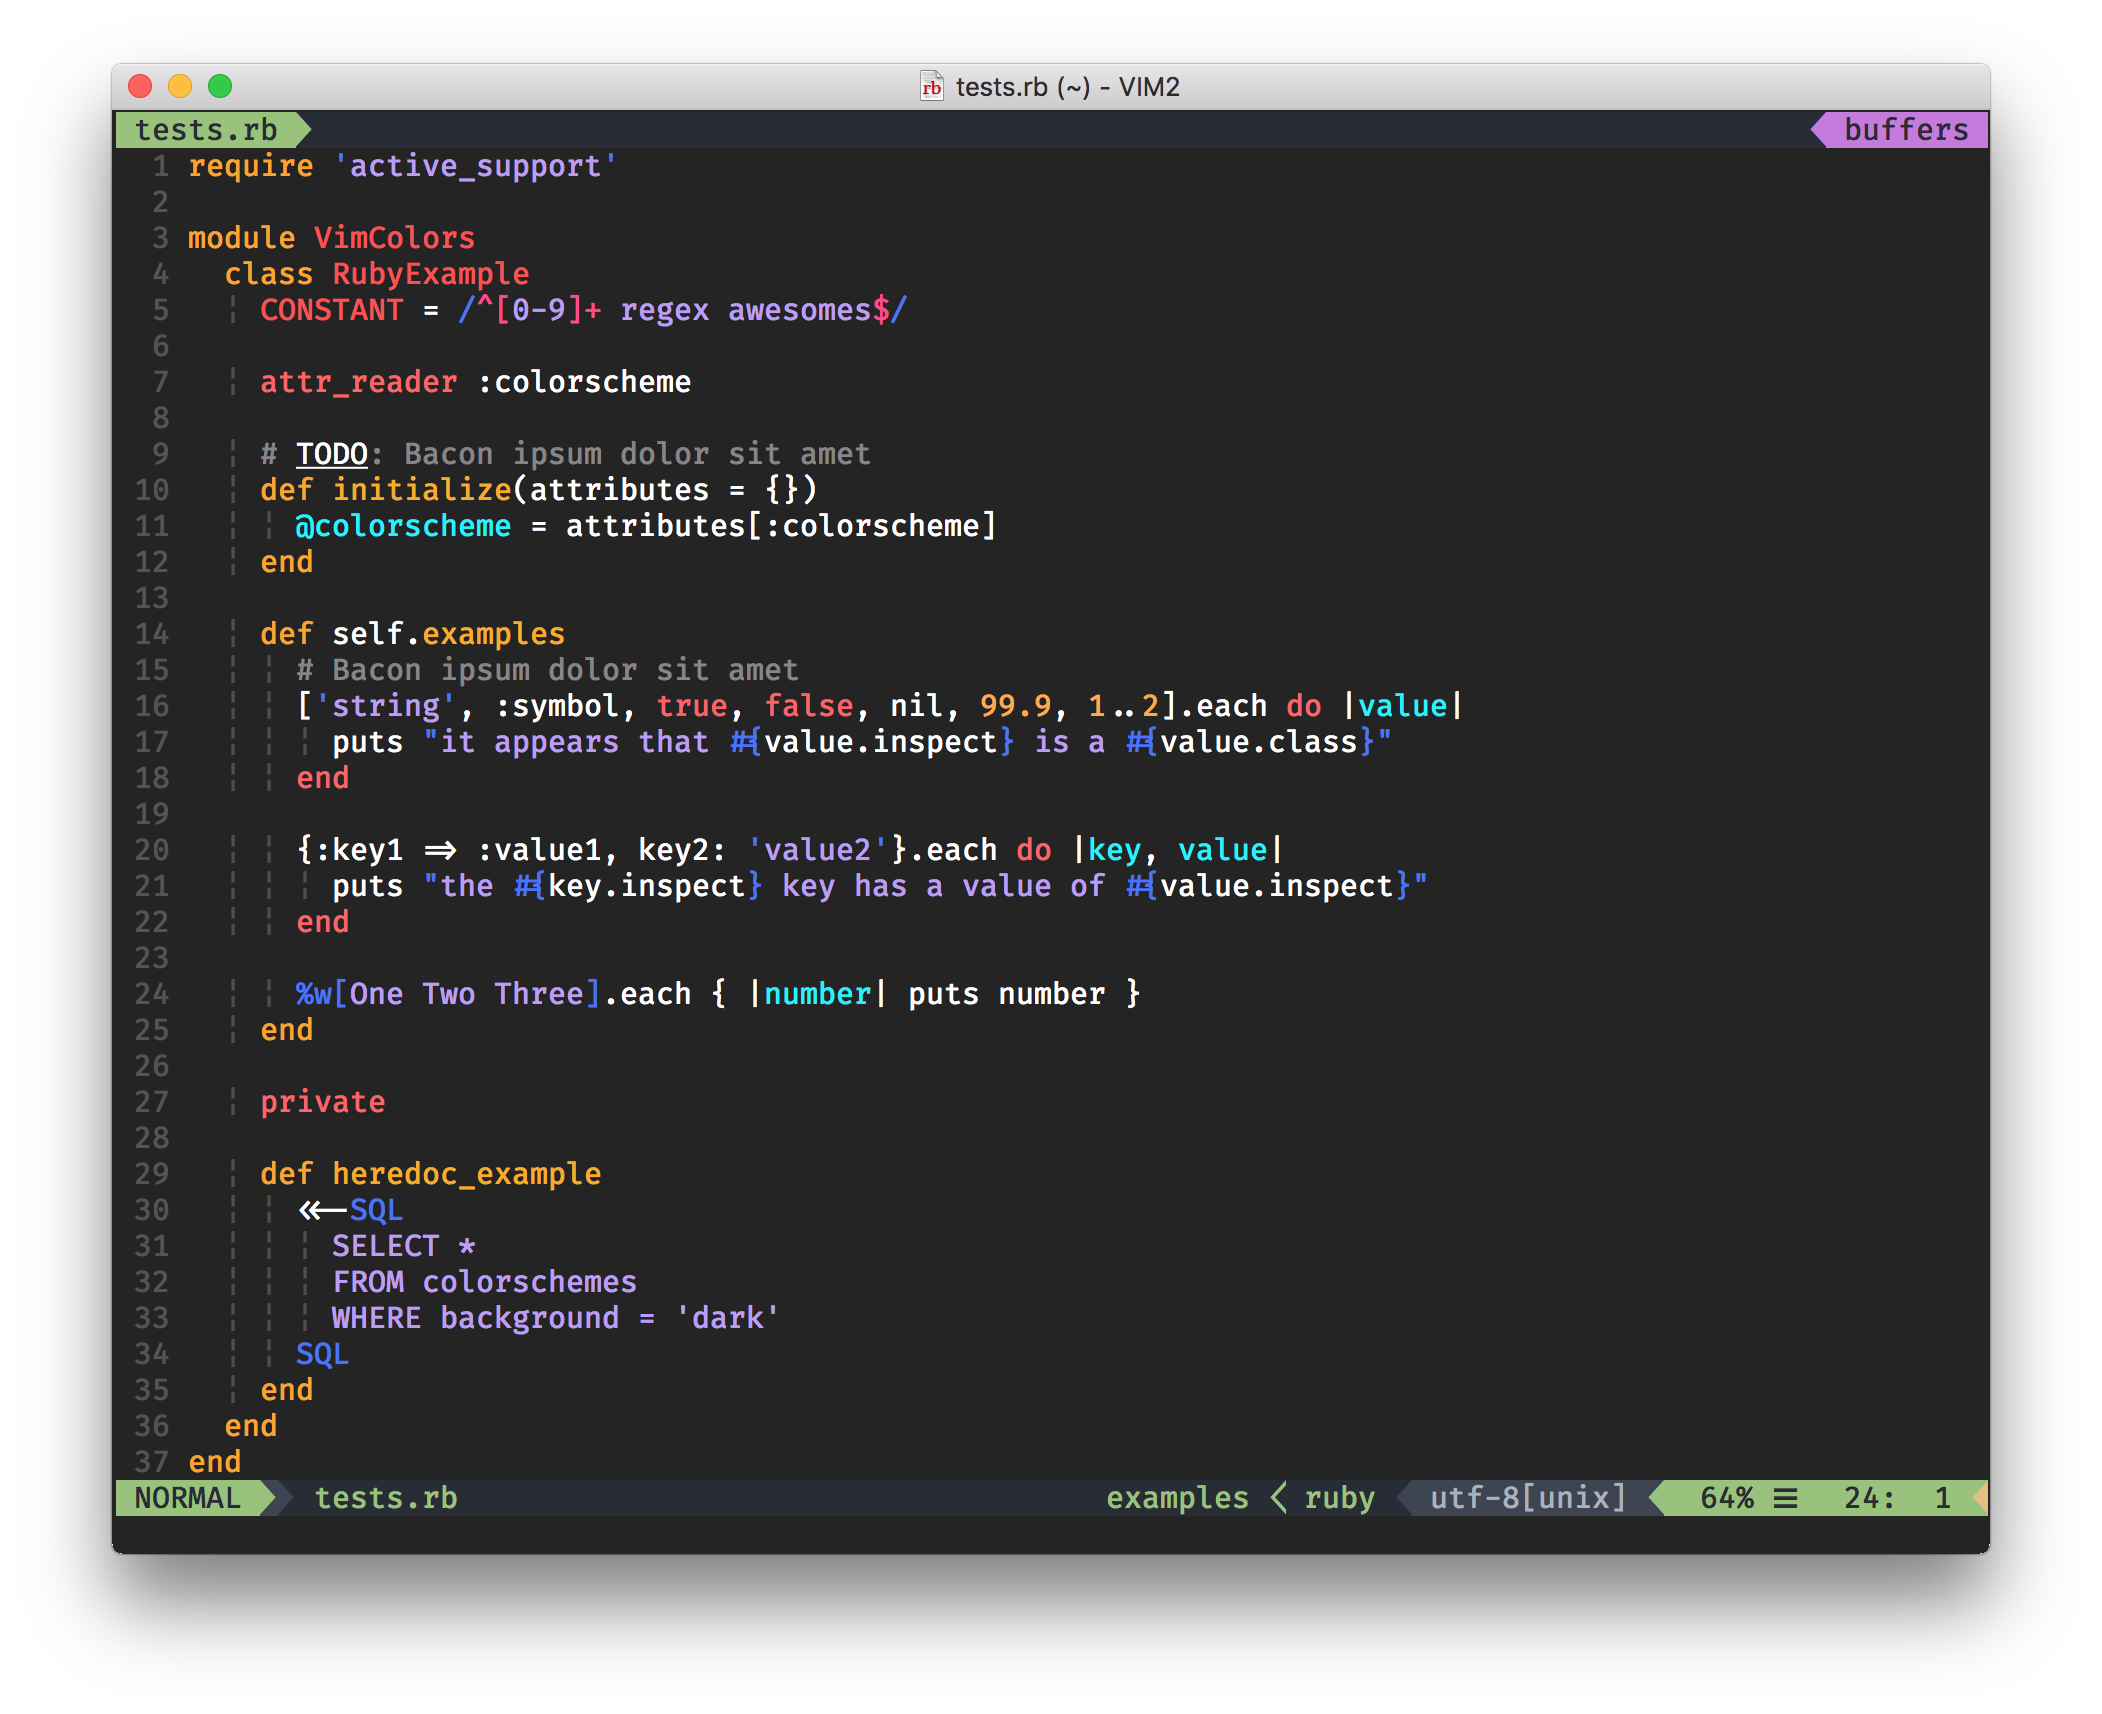 tests.rb (~) - VIM2
tests.rb buffers
1 require 'active_support'
2
3 module VimColors
4   class RubyExample
5     CONSTANT = /^[0-9]+ regex awesomes$/
6
7     attr_reader :colorscheme
8
9     # TODO: Bacon ipsum dolor sit amet
10     def initialize(attributes = {})
11       @colorscheme = attributes[:colorscheme]
12     end
13
14     def self.examples
15       # Bacon ipsum dolor sit amet
16       ['string', :symbol, true, false, nil, 99.9, 1..2].each do |value|
17         puts "it appears that #{value.inspect} is a #{value.class}"
18       end
19
20       {:key1 => :value1, key2: 'value2'}.each do |key, value|
21         puts "the #{key.inspect} key has a value of #{value.inspect}"
22       end
23
24       %w[One Two Three].each { |number| puts number }
25     end
26
27     private
28
29     def heredoc_example
30       <<-SQL
31         SELECT *
32         FROM colorschemes
33         WHERE background = 'dark'
34       SQL
35     end
36   end
37 end
NORMAL tests.rb examples < ruby utf-8[unix] 64% ☰ 24: 1